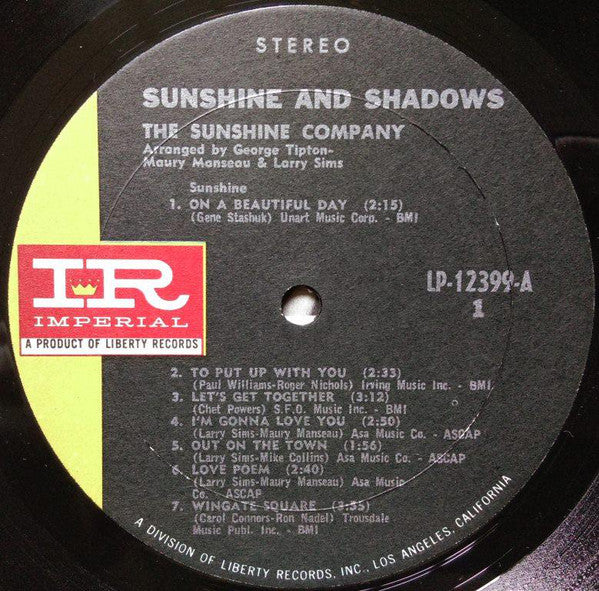 STEREO
SUNSHINE AND SHADOWS
THE SUNSHINE COMPANY
Arranged by George Tipton-
Maury Manseau & Larry Sims
Sunshine
1. ON A BEAUTIFUL DAY (2:15)
(Gene Stashuk) Unart Music Corp. - BMI
IR
IMPERIAL
A PRODUCT OF LIBERTY RECORDS
LP-12399-A
1
2. TO PUT UP WITH YOU (2:33)
(Paul Williams-Roger Nichols) Irving Music Inc. - BMI
3. LET'S GET TOGETHER (3:12)
(Chet Powers) S.F.O. Music Inc. - BMI
4. I'M GONNA LOVE YOU (2:50)
(Larry Sims-Maury Manseau) Asa Music Co. - ASCAP
5. OUT ON THE TOWN (1:56)
(Larry Sims-Mike Collins) Asa Music Co. - ASCAP
6. LOVE POEM (2:40)
(Larry Sims-Maury Manseau) Asa Music
Co. - ASCAP
7. WINGATE SQUARE (3:35)
(Carol Connors-Ron Nadel) Trousdale
Music Publ. Inc. - BMI
A DIVISION OF LIBERTY RECORDS, INC., LOS ANGELES, CALIFORNIA